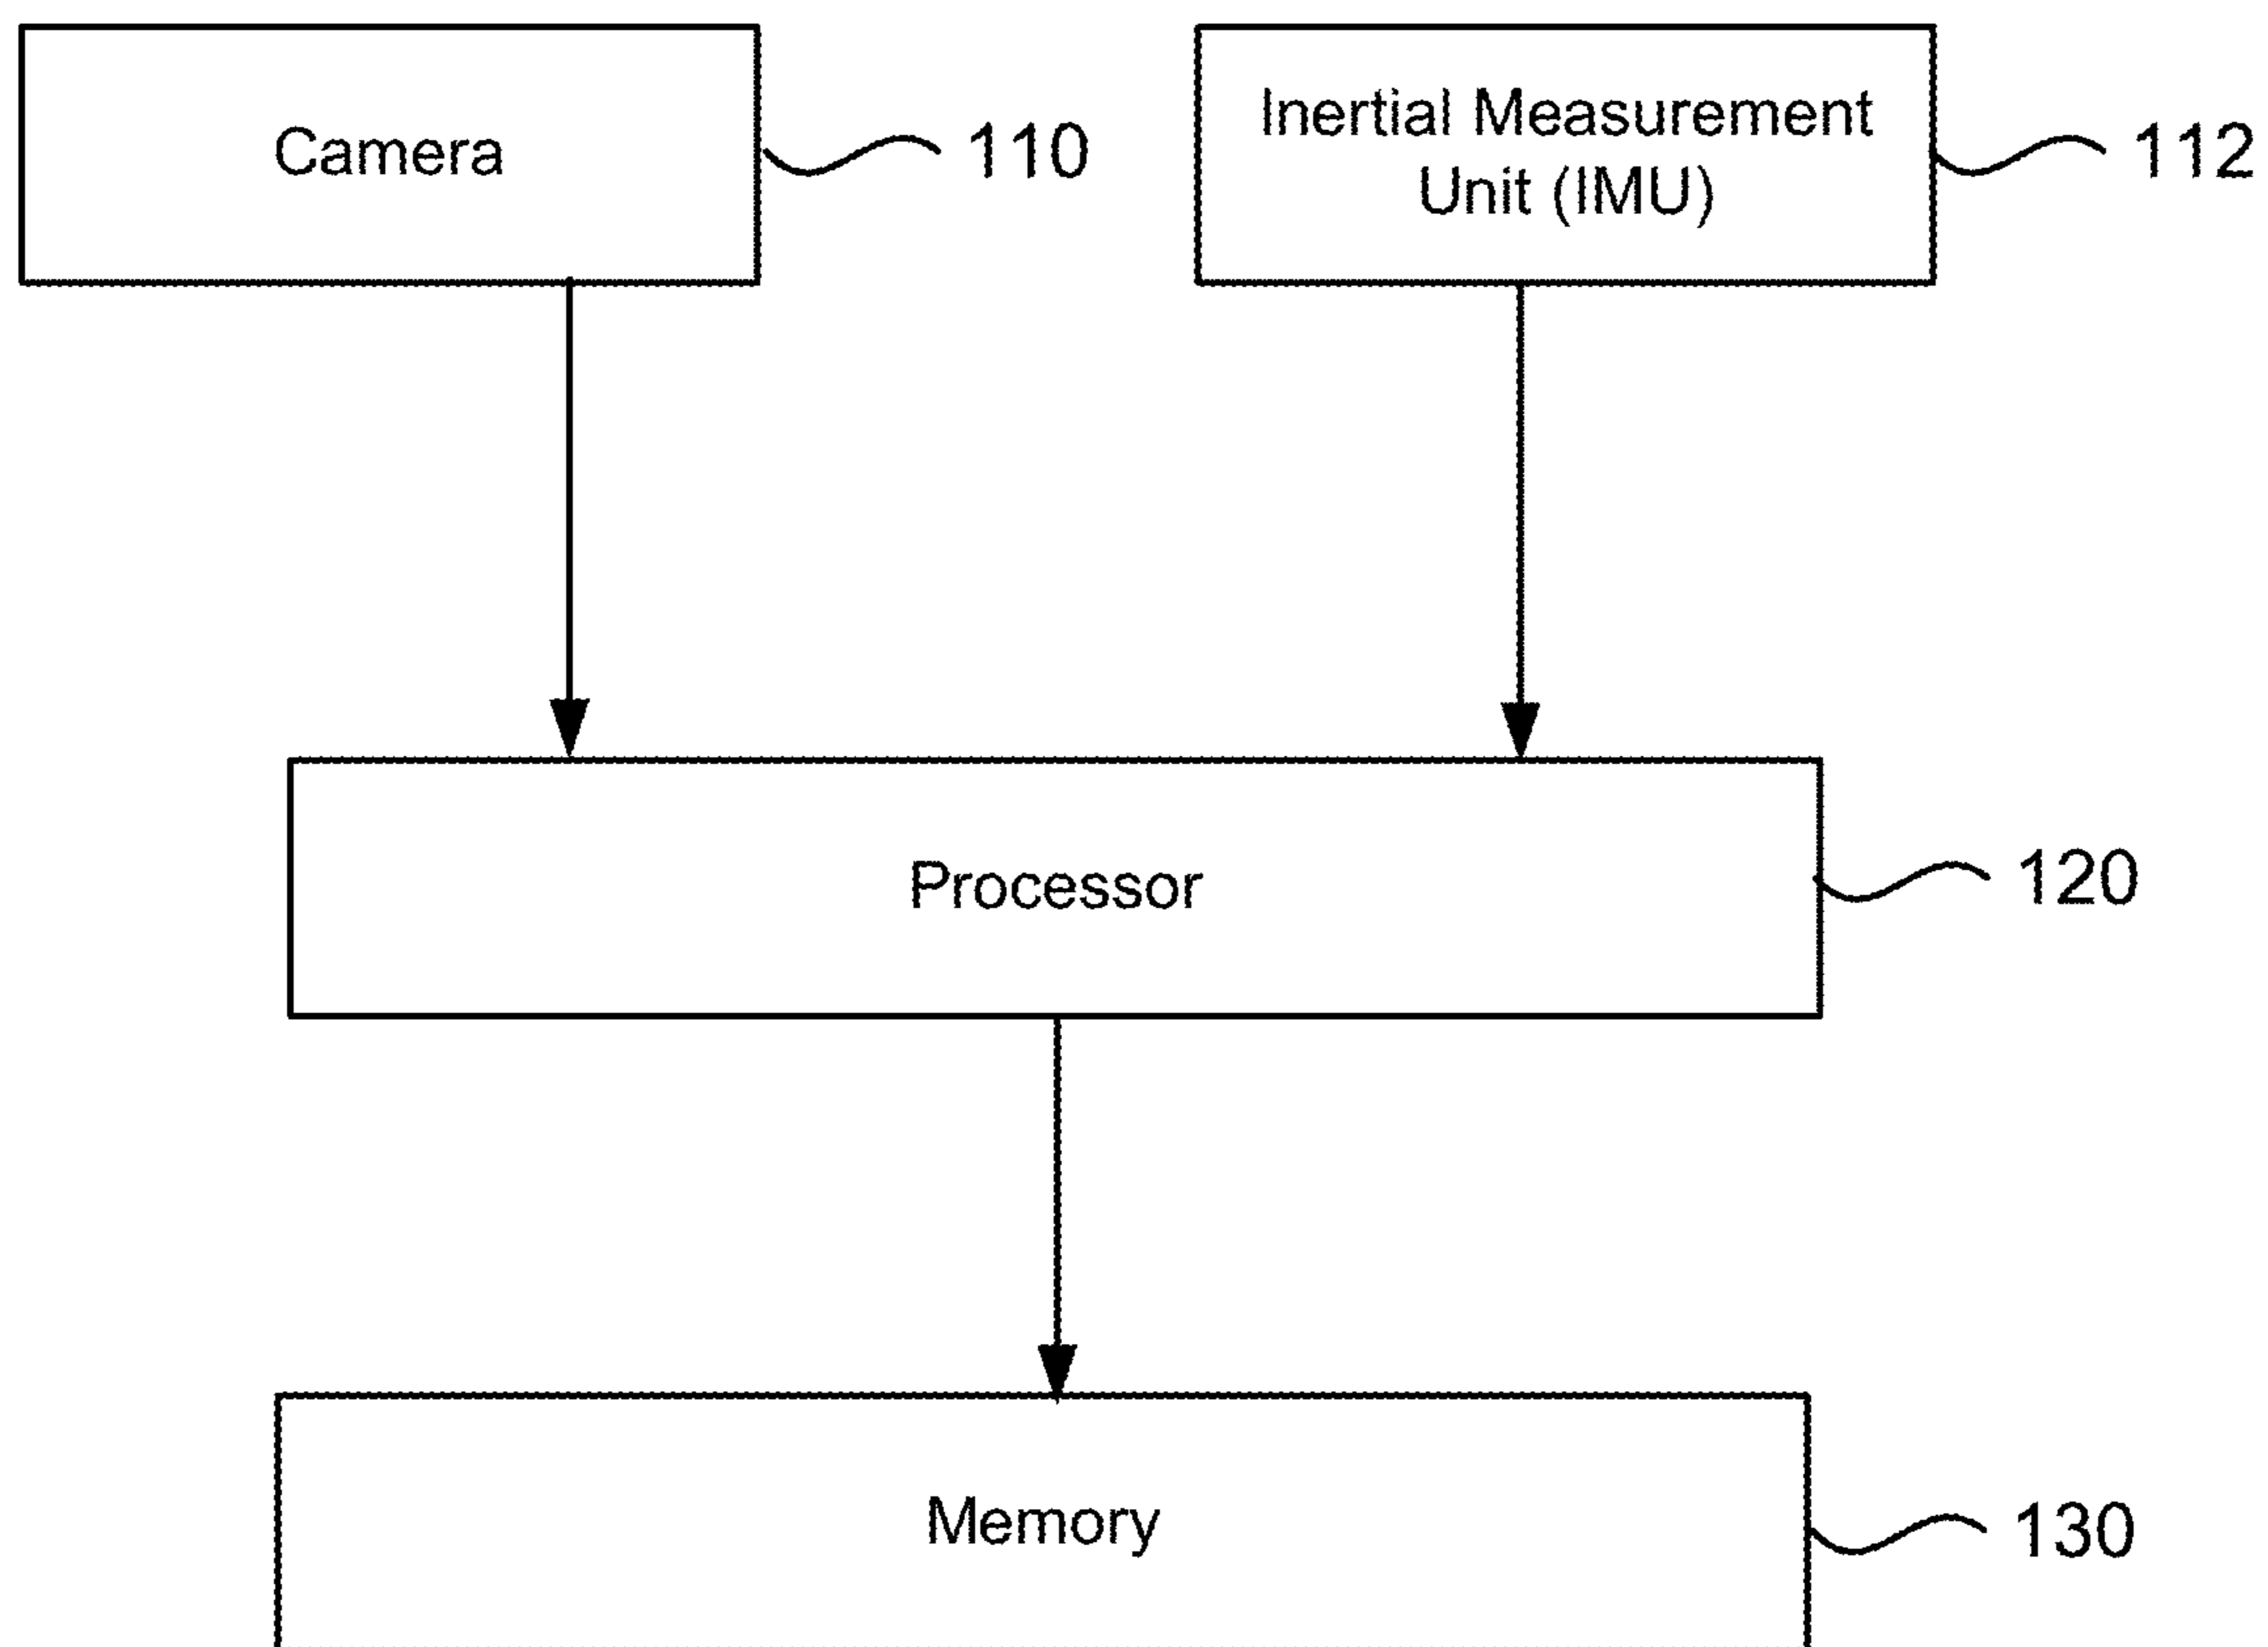 Camera
110
Inertial Measurement
Unit (IMU)
112
Processor
120
Memory
130